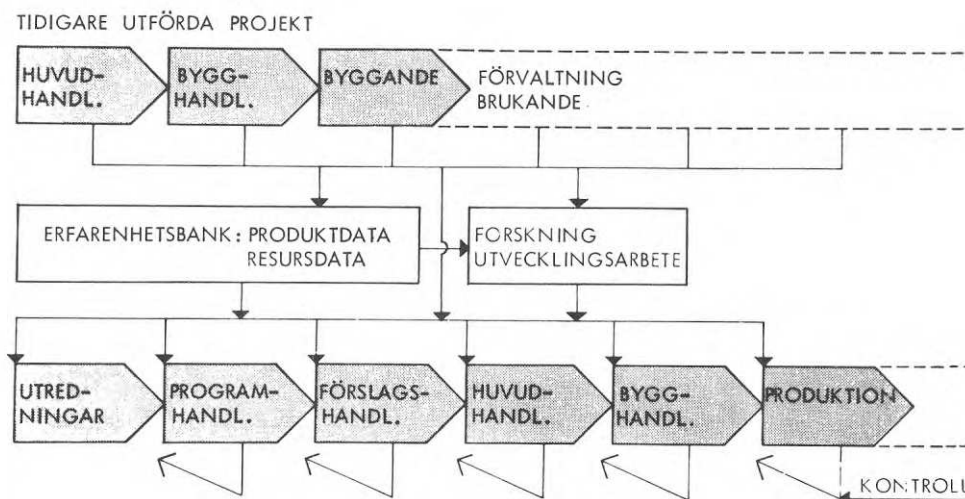 TIDIGARE UTFÖRDA PROJEKT
HUVUD-
HANDL.
BYGG-
HANDL.
BYGGANDE
FÖRVALTNING
BRUKANDE
ERFARENHETSBANK: PRODUKTDATA
RESURSDATA
FORSKNING
UTVECKLINGSARBETE
UTRED-
NINGAR
PROGRAM-
HANDL.
FÖRSLAGS-
HANDL.
HUVUD-
HANDL.
BYGG-
HANDL.
PRODUKTION